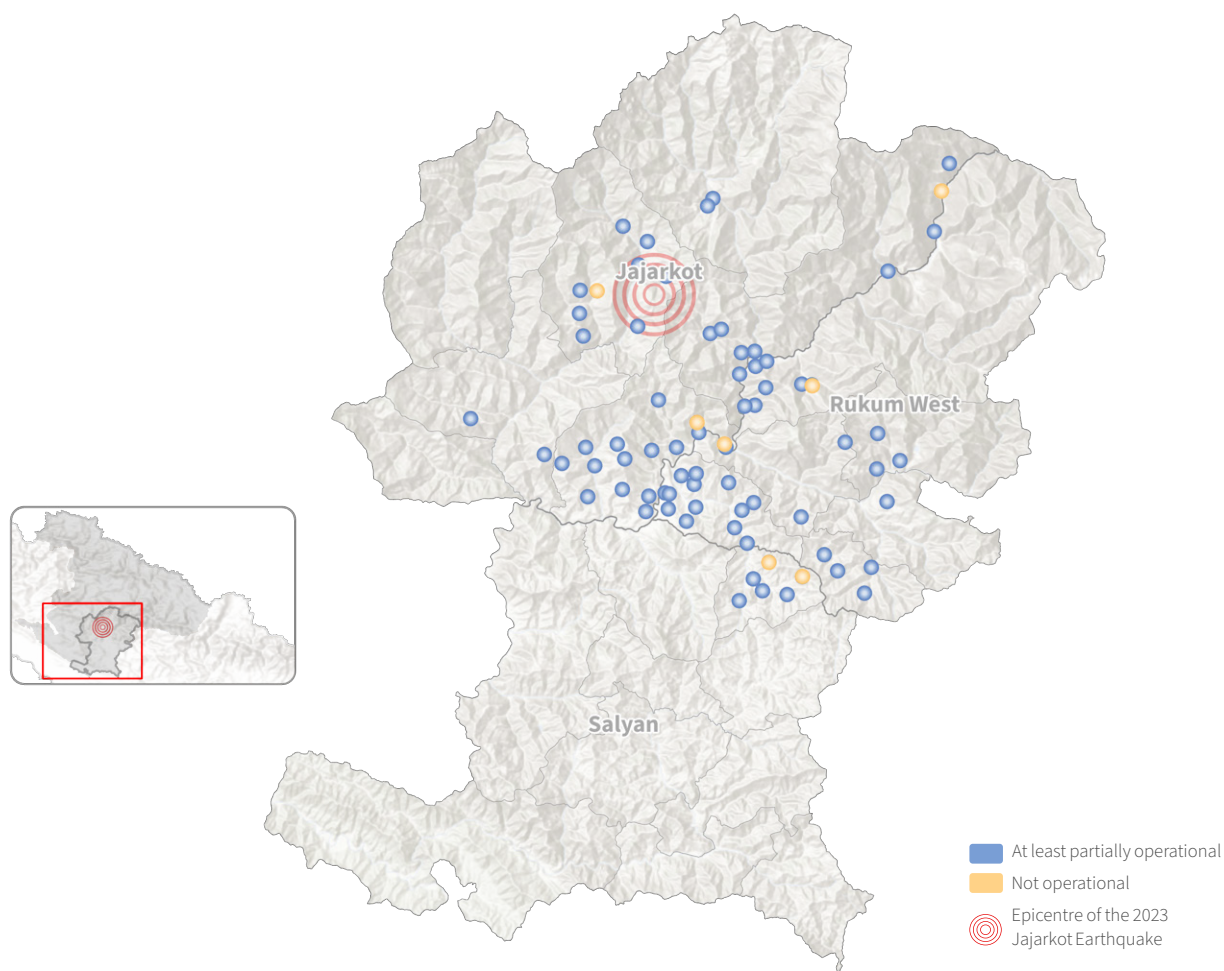 Jajarkot
Rukum West
Salyan
At least partially operational
Not operational
Epicentre of the 2023
Jajarkot Earthquake